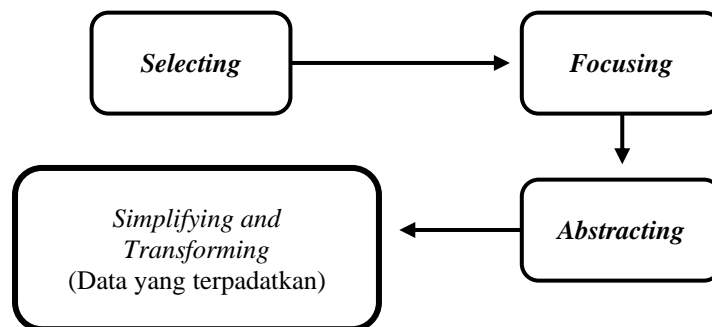 Selecting
Focusing
Abstracting
Simplifying and
Transforming
(Data yang terpadatkan)